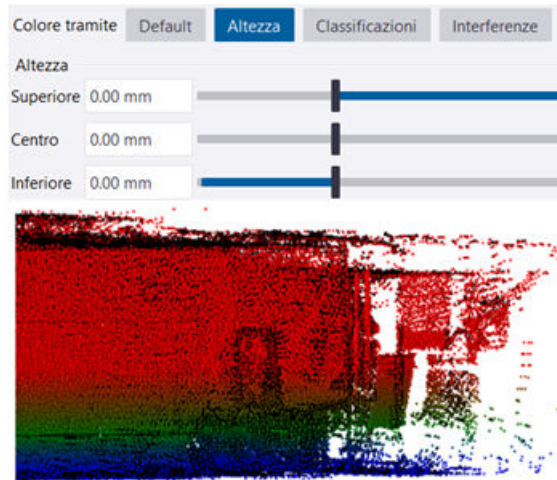 Colore tramite Default Altezza Classificazioni Interferenze
Altezza
Superiore 0.00 mm
Centro 0.00 mm
Inferiore 0.00 mm